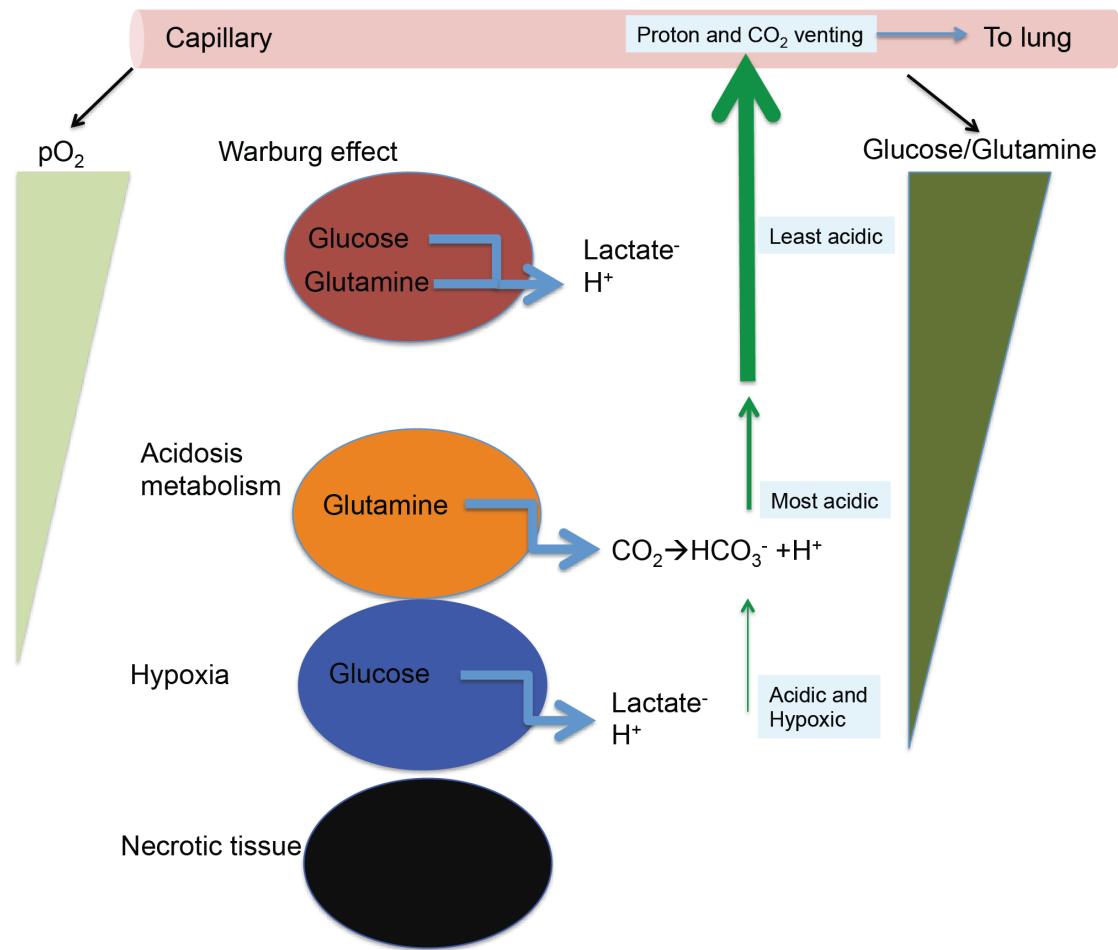 Capillary
Proton and CO₂ venting
To lung
pO₂
Glucose/Glutamine
Warburg effect
Glucose
Glutamine
Lactate⁻
H⁺
Least acidic
Acidosis
metabolism
Glutamine
Most acidic
CO₂→HCO₃⁻ +H⁺
Hypoxia
Glucose
Lactate⁻
H⁺
Acidic and
Hypoxic
Necrotic tissue